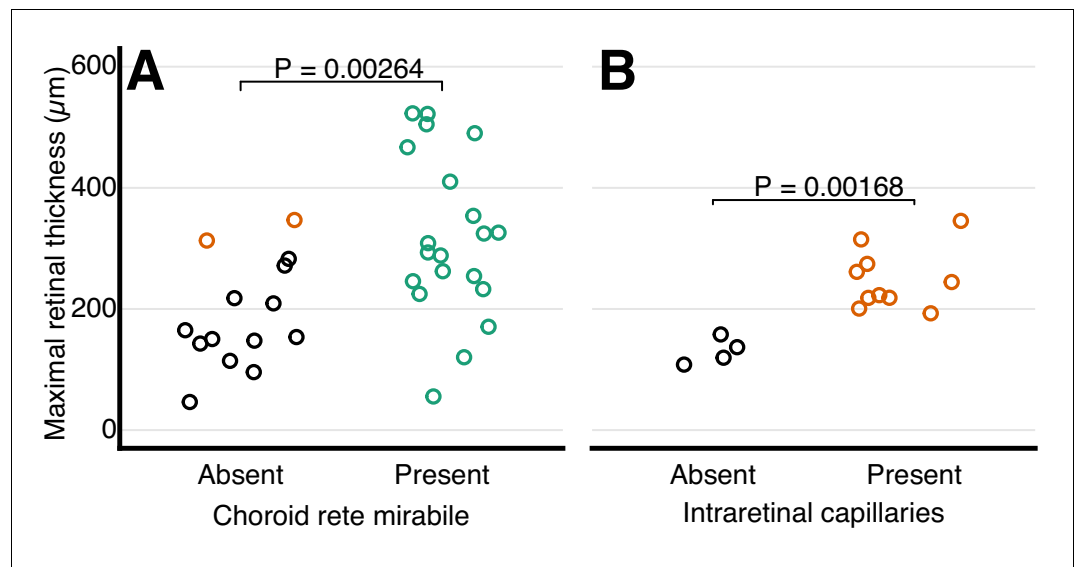 Maximal retinal thickness (µm)
600
400
200
0
A
P = 0.00264
Absent
Present
Choroid rete mirabile
B
P = 0.00168
Absent
Present
Intraretinal capillaries